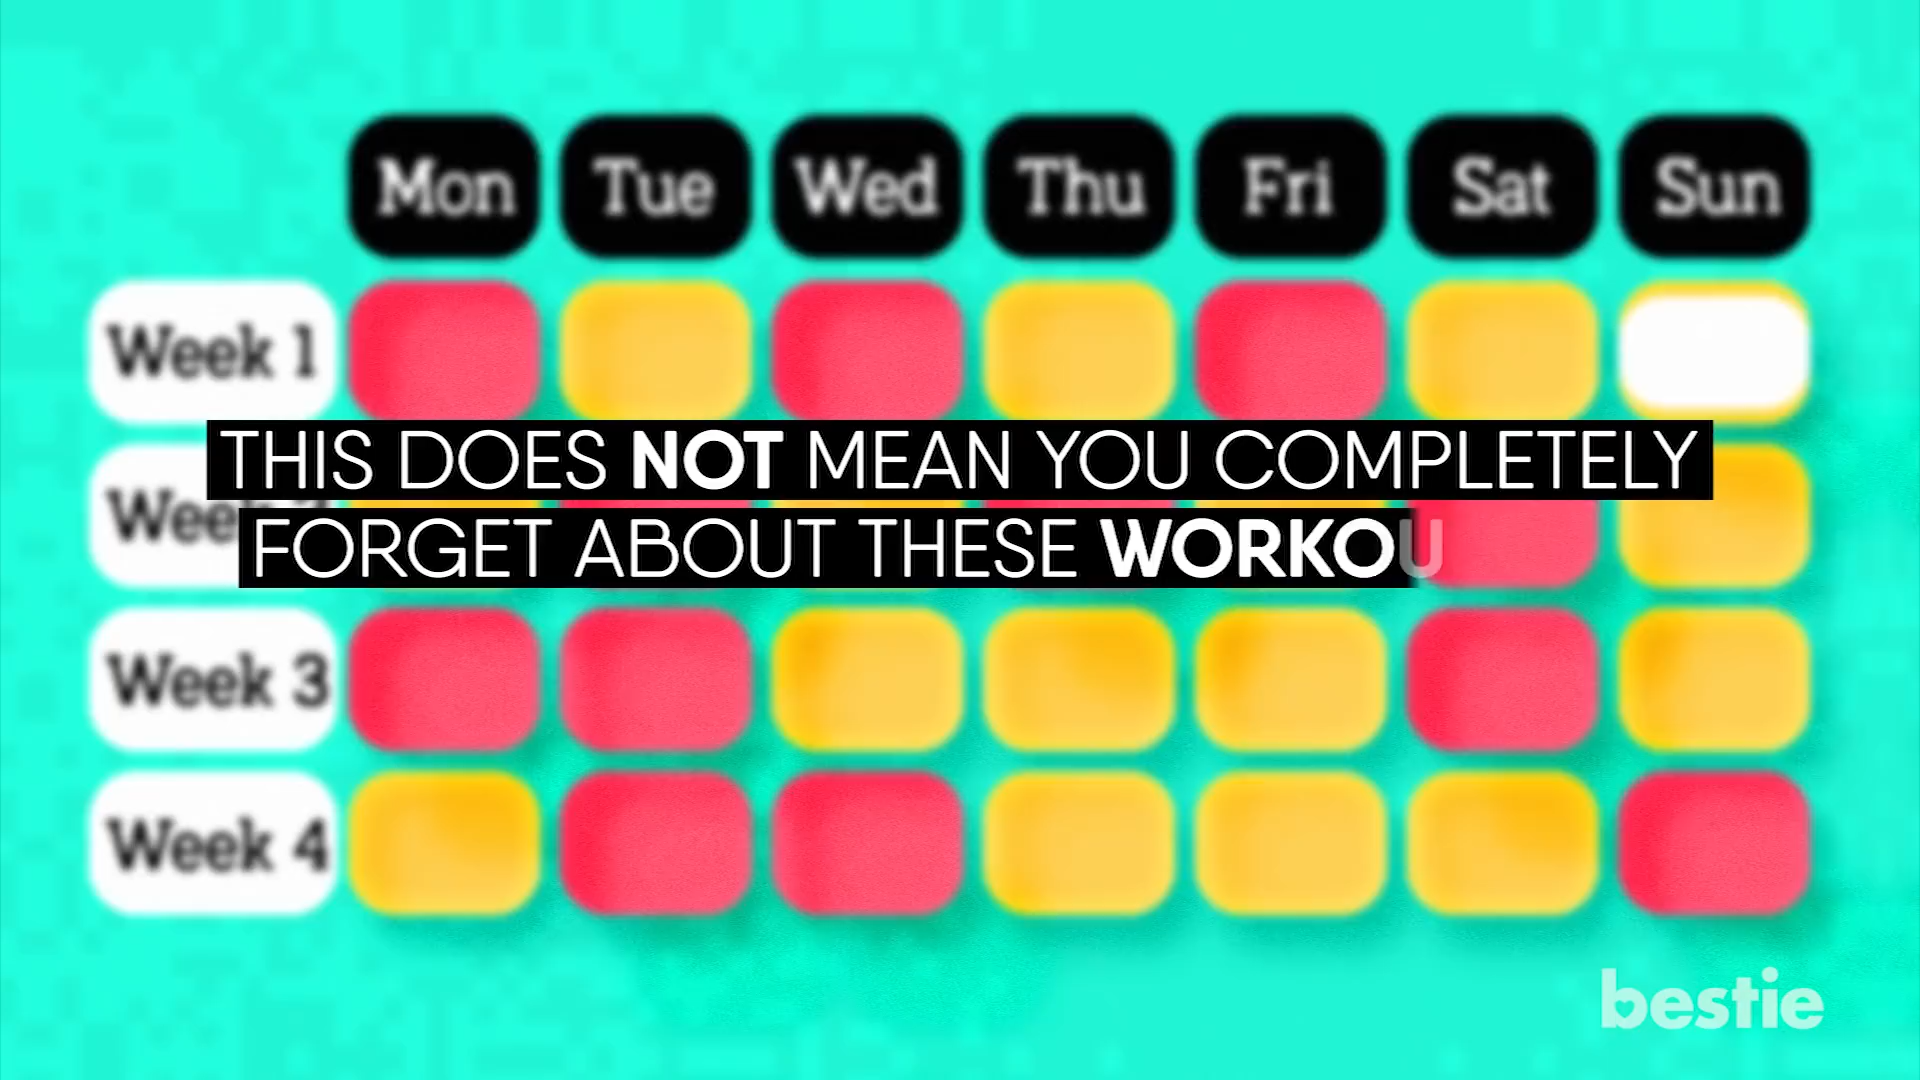 Mon Tue Wed Thu Fri Sat Sun
Week 1
THIS DOES NOT MEAN YOU COMPLETELY
FORGET ABOUT THESE WORKOU
Week 3
Week 4
bestie